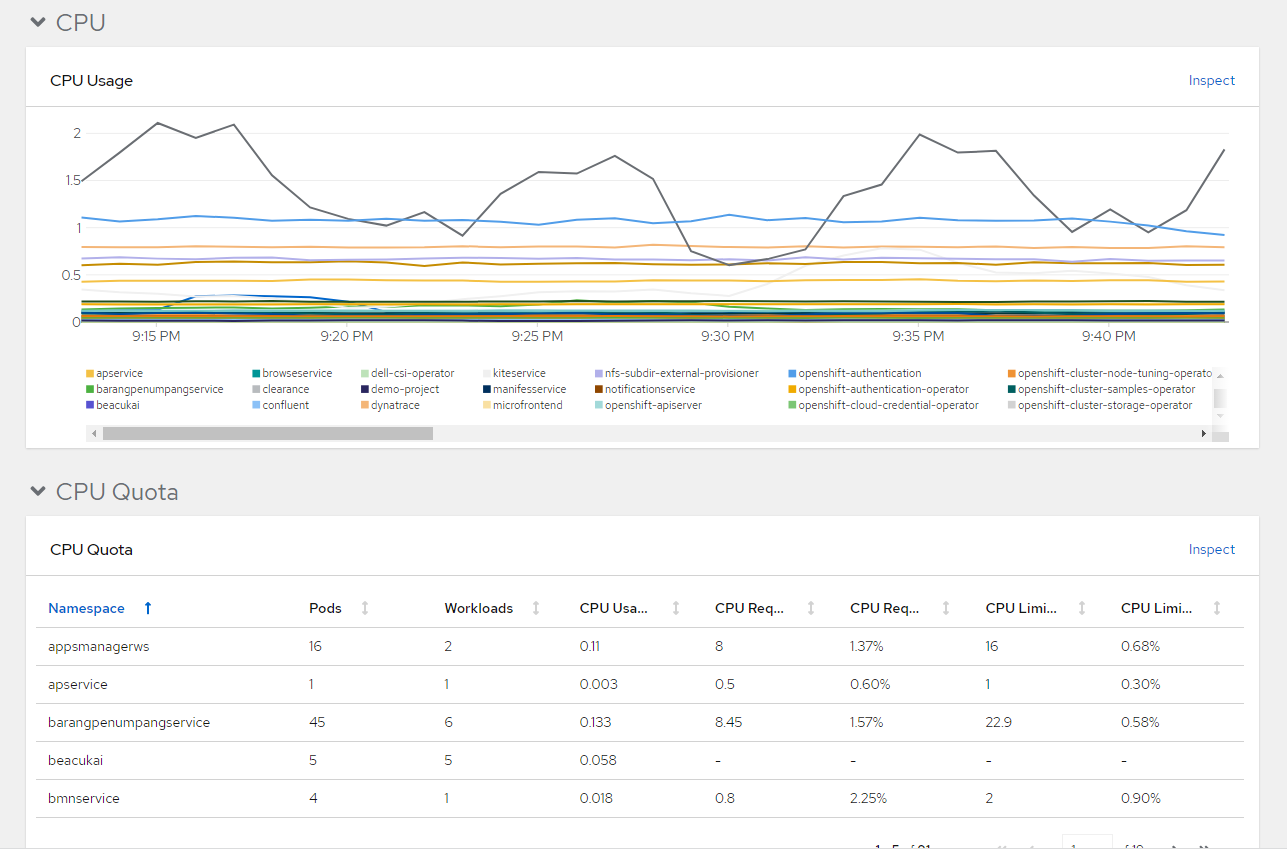 CPU
CPU Usage Inspect
2
1.5
1
0.5
0
9:15 PM 9:20 PM 9:25 PM 9:30 PM 9:35 PM 9:40 PM
apservice browseservice dell-csi-operator kiteservice nfs-subdir-external-provisioner openshift-authentication openshift-cluster-node-tuning-operato
barangpenumpangservice clearance demo-project manifesservice notificationservice openshift-authentication-operator openshift-cluster-samples-operator
beacukai confluent dynatrace microfrontend openshift-apiserver openshift-cloud-credential-operator openshift-cluster-storage-operator
CPU Quota
CPU Quota Inspect
Namespace Pods Workloads CPU Usa... CPU Req... CPU Req... CPU Limi... CPU Limi...
appsmanagerws 16 2 0.11 8 1.37% 16 0.68%
apservice 1 1 0.003 0.5 0.60% 1 0.30%
barangpenumpangservice 45 6 0.133 8.45 1.57% 22.9 0.58%
beacukai 5 5 0.058 - - - -
bmnservice 4 1 0.018 0.8 2.25% 2 0.90%